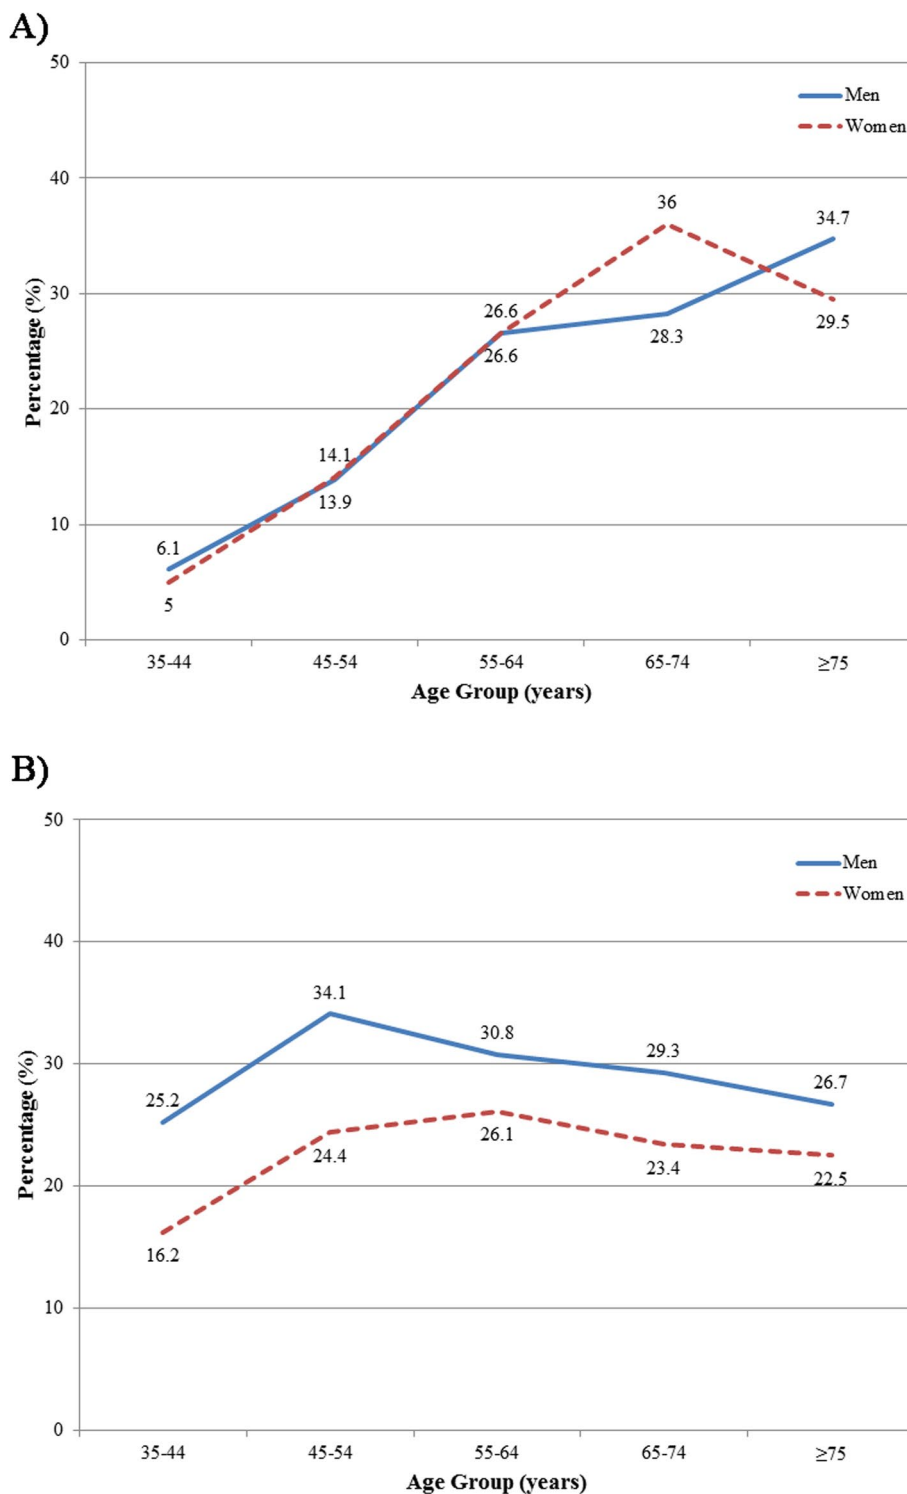 A)
50
40
30
20
10
0
Percentage (%)
Men
Women
6.1
5
14.1
13.9
26.6
26.6
36
28.3
34.7
29.5
35-44 45-54 55-64 65-74 ≥75
Age Group (years)
B)
50
40
30
20
10
0
Percentage (%)
Men
Women
25.2
16.2
34.1
24.4
30.8
26.1
29.3
23.4
26.7
22.5
35-44 45-54 55-64 65-74 ≥75
Age Group (years)